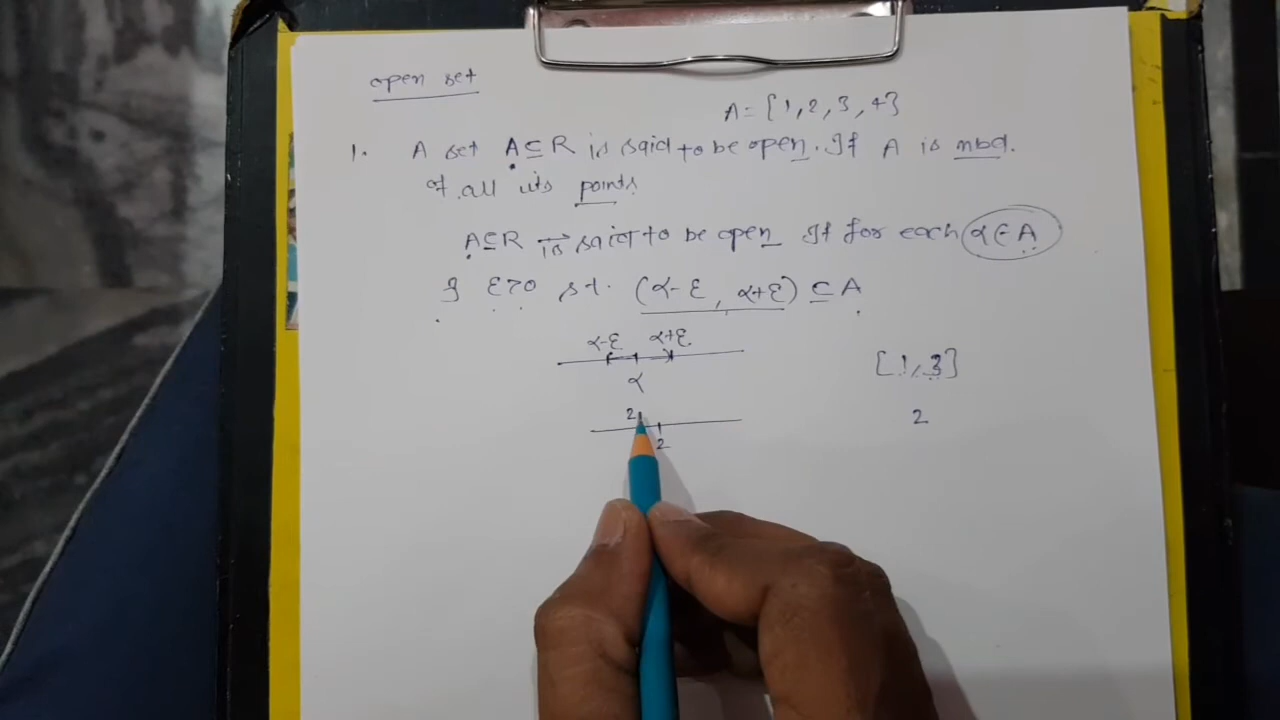 open set
A = {1, 2, 3, 4}
1. A set A ⊆ R is said to be open. If A is nbd.
of all its points.
A ⊆ R is said to be open If for each α ∈ A
∃ ε > 0 s.t. (α - ε, α + ε) ⊆ A
α - ε α + ε
α
[1, 3]
2
2
2